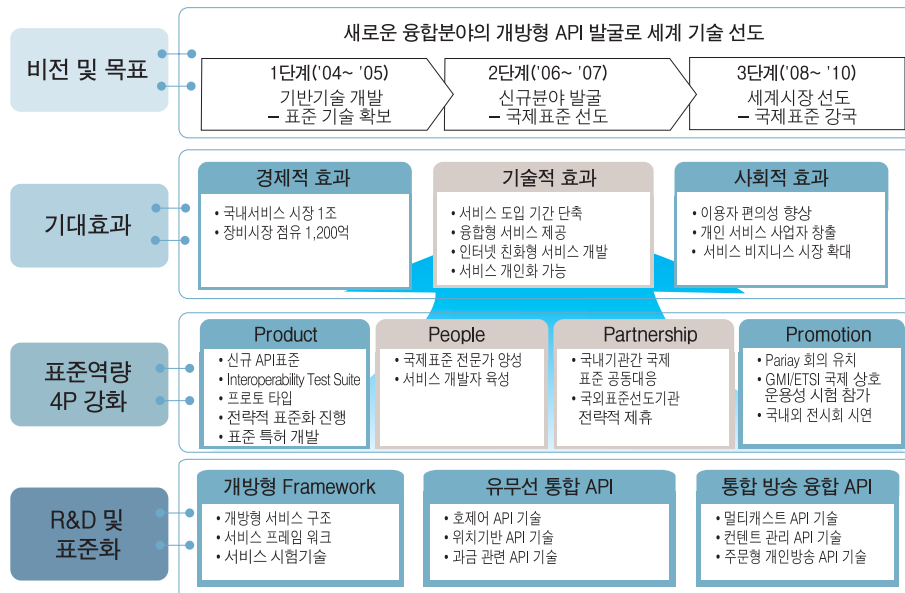 비전 및 목표
새로운 융합분야의 개방형 API 발굴로 세계 기술 선도
1단계('04~ '05)
기반기술 개발
– 표준 기술 확보
2단계('06~ '07)
신규뮨야 발굴
– 국제표준 선도
3단계('08~ '10)
세계시장 선도
– 국제표준 강국
기대효과
경제적 효과
• 국내서비스 시장 1조
• 장비시장 점유 1,200억
기술적 효과
• 서비스 도입 기간 단축
• 융합형 서비스 제공
• 인터넷 친화형 서비스 개발
• 서비스 개인화 가능
사회적 효과
• 이용자 편의성 향상
• 개인 서비스 사업자 창출
• 서비스 비지니스 시장 확대
표준역량
4P 강화
Product
• 신규 API표준
• Interoperability Test Suite
• 프로토 타입
• 전략적 표준화 진행
• 표준 특허 개발
People
• 국제표준 전문가 양성
• 서비스 개발자 육성
Partnership
• 국내기관간 국제
표준 공동대응
• 국외표준선도기관
전략적 제휴
Promotion
• Pariay 회의 유치
• GMI/ETSI 국제 상호
운용성 시험 참가
• 국내외 전시회 시연
R&D 및
표준화
개방형 Framework
• 개방형 서비스 구조
• 서비스 프레임 워크
• 서비스 시험기술
유무선 통합 API
• 호제어 API 기술
• 위치기반 API 기술
• 과금 관련 API 기술
통합 방송 융합 API
• 멀티캐스트 API 기술
• 컨텐트 관리 API 기술
• 주문형 개인방송 API 기술